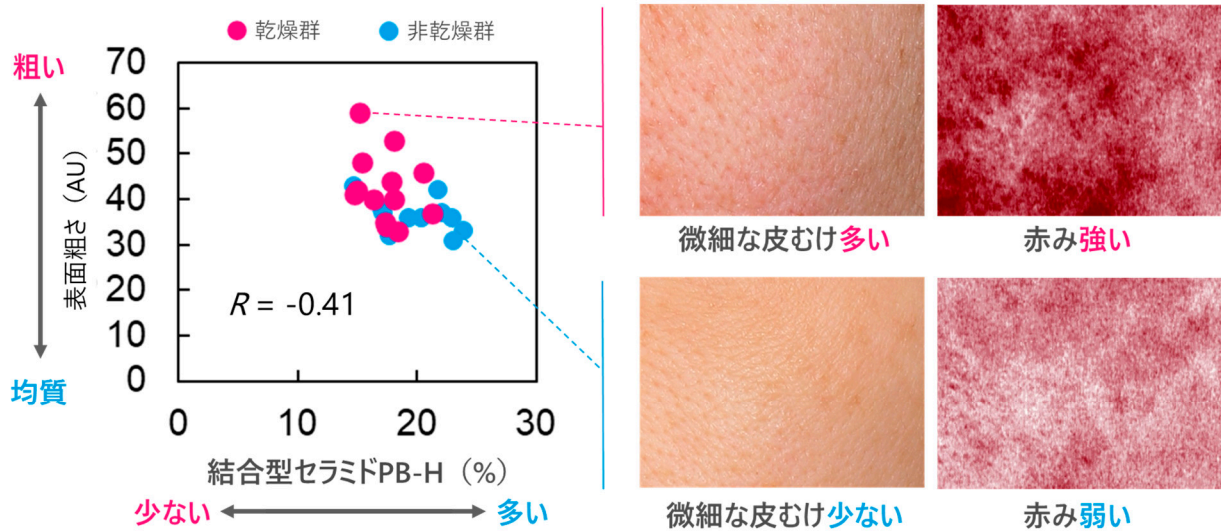 乾燥群 非乾燥群
粗い
均質
表面粗さ（AU）
70
60
50
40
30
20
10
0
R = -0.41
0 10 20 30
結合型セラミドPB-H（%）
少ない 多い
微細な皮むけ多い
赤み強い
微細な皮むけ少ない
赤み弱い